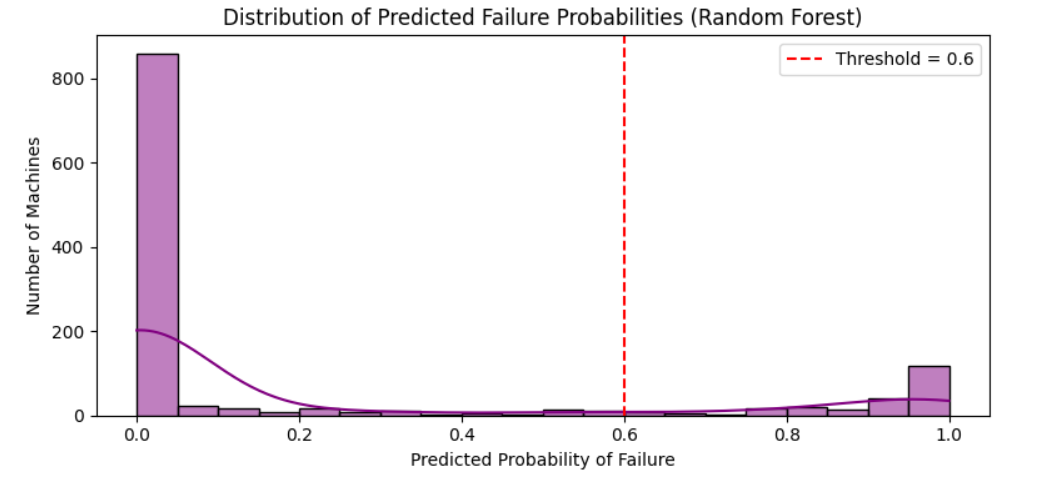 Distribution of Predicted Failure Probabilities (Random Forest)
Threshold = 0.6
Number of Machines
800
600
400
200
0
0.0 0.2 0.4 0.6 0.8 1.0
Predicted Probability of Failure